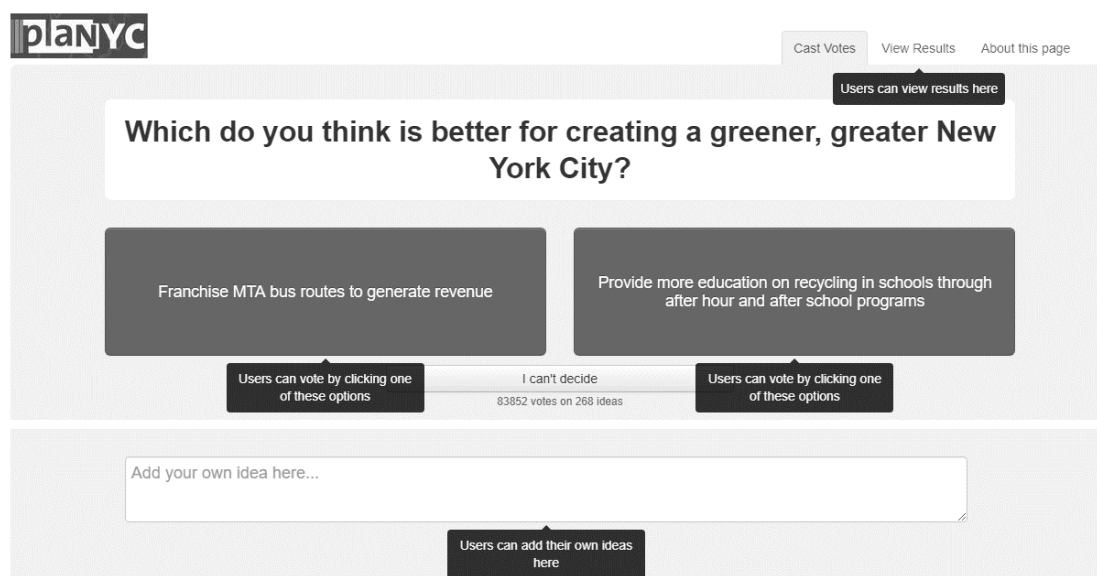 plaNYC
Cast Votes
View Results
About this page
Users can view results here
Which do you think is better for creating a greener, greater New
York City?
Franchise MTA bus routes to generate revenue
Provide more education on recycling in schools through
after hour and after school programs
Users can vote by clicking one
of these options
I can't decide
83852 votes on 268 ideas
Users can vote by clicking one
of these options
Add your own idea here...
Users can add their own ideas
here